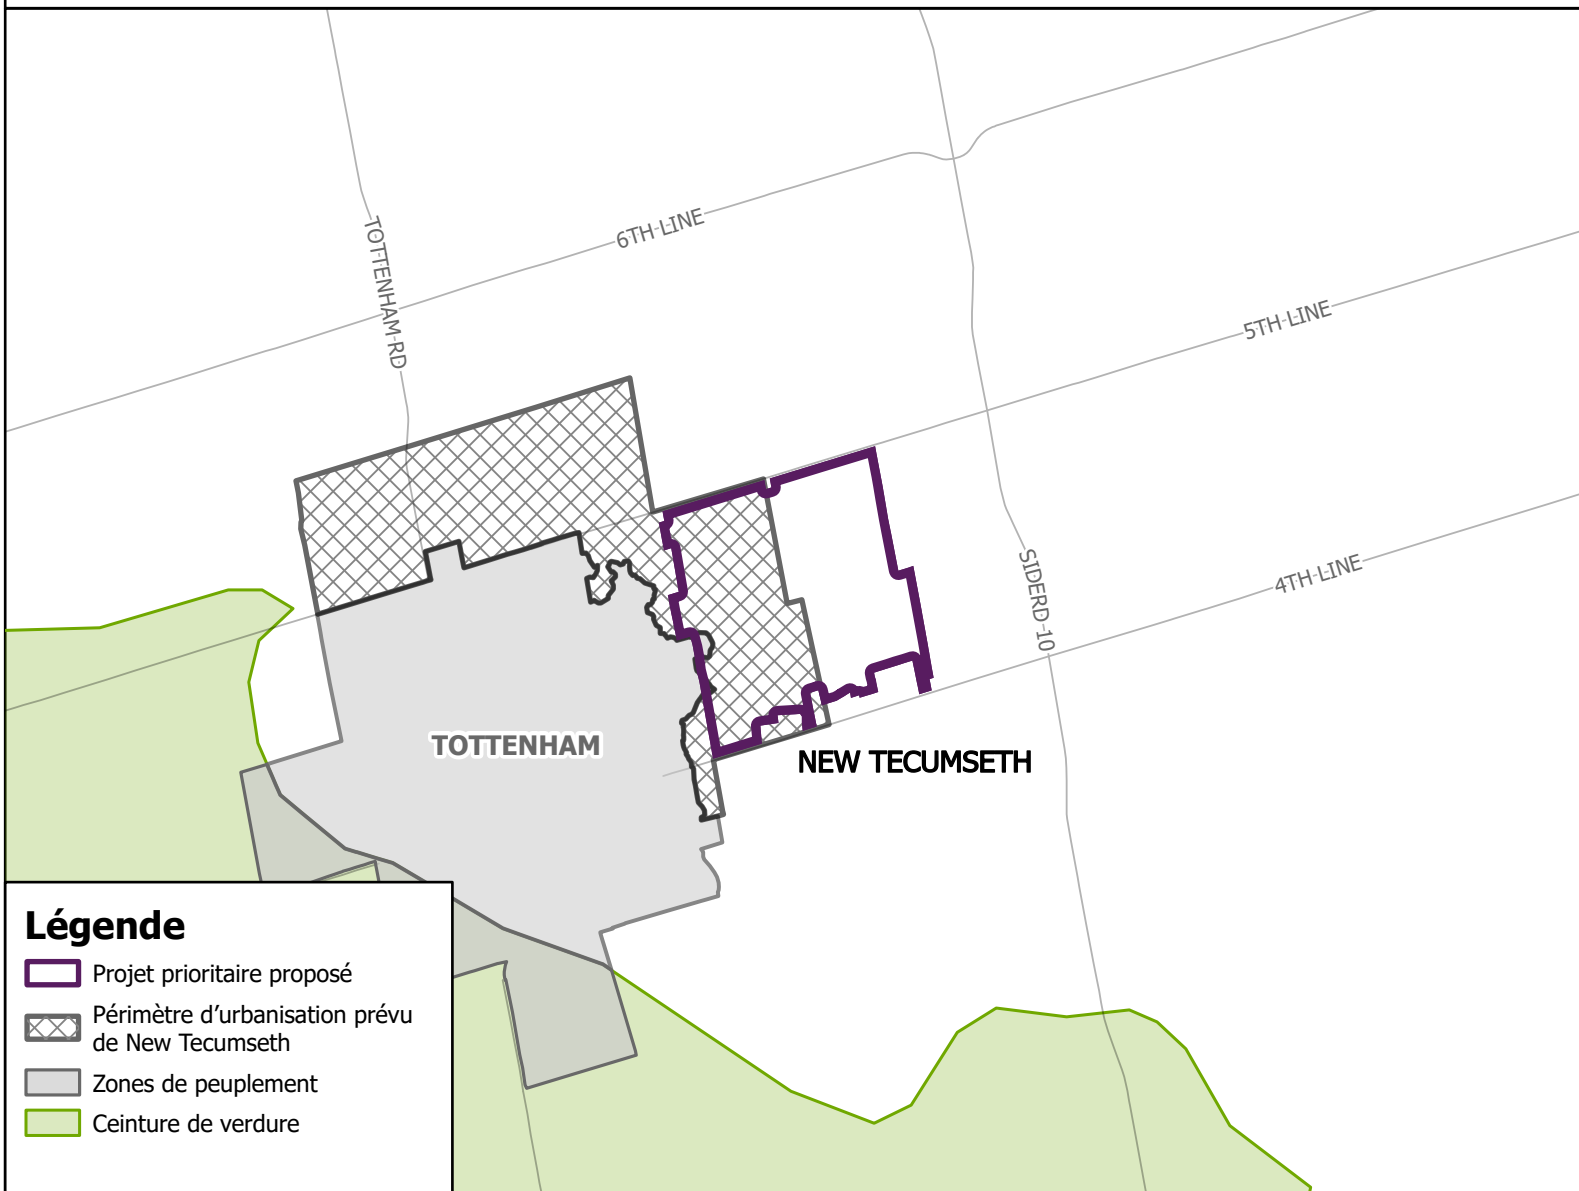 6TH LINE
TOTTENHAM RD
5TH LINE
4TH LINE
SIDERD 10
TOTTENHAM
NEW TECUMSETH
Légende
Projet prioritaire proposé
Périmètre d’urbanisation prévu
de New Tecumseth
Zones de peuplement
Ceinture de verdure